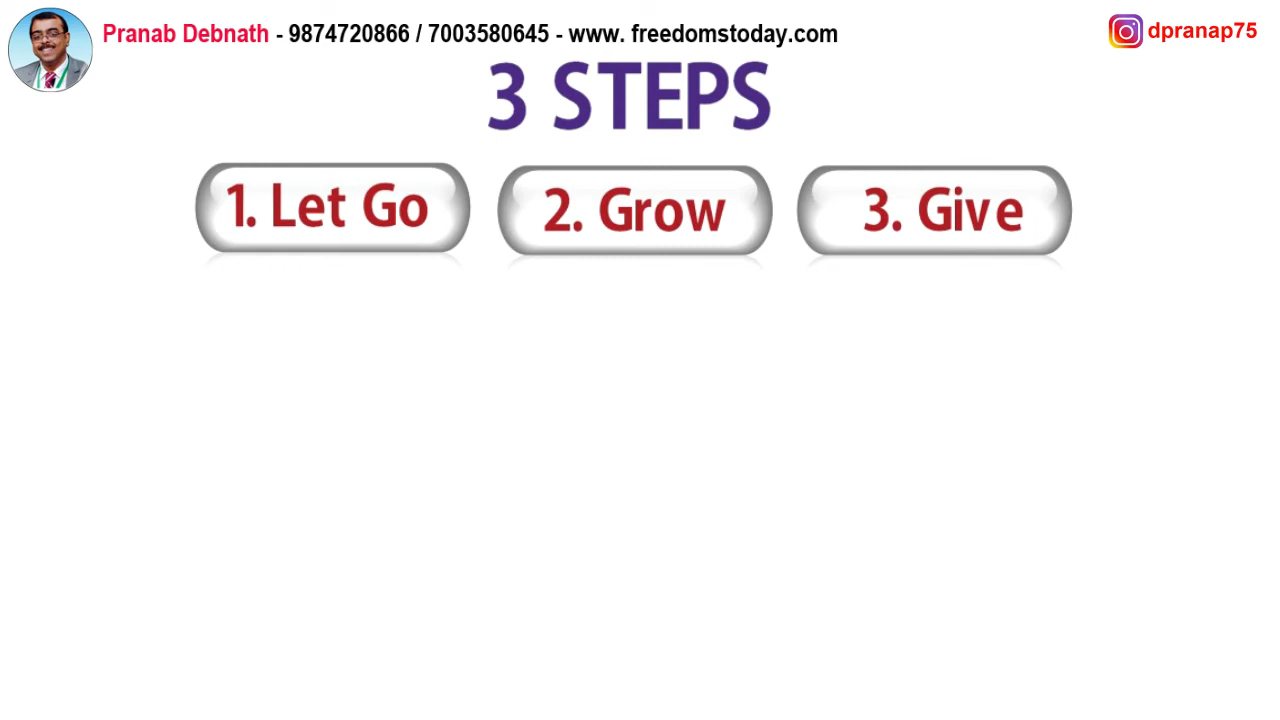 Pranab Debnath - 9874720866 / 7003580645 - www. freedomstoday.com
dpranap75
3 STEPS
1. Let Go
2. Grow
3. Give